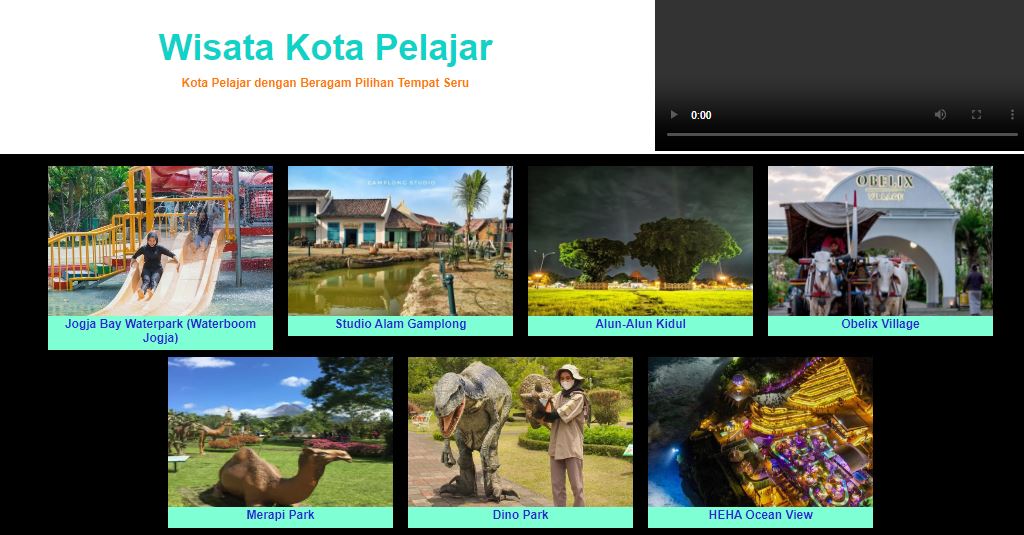 Wisata Kota Pelajar
Kota Pelajar dengan Beragam Pilihan Tempat Seru
0:00
GAMPLONG STUDIO
OBELIX
VILLAGE
Jogja Bay Waterpark (Waterboom
Jogja)
Studio Alam Gamplong
Alun-Alun Kidul
Obelix Village
Merapi Park
Dino Park
HEHA Ocean View